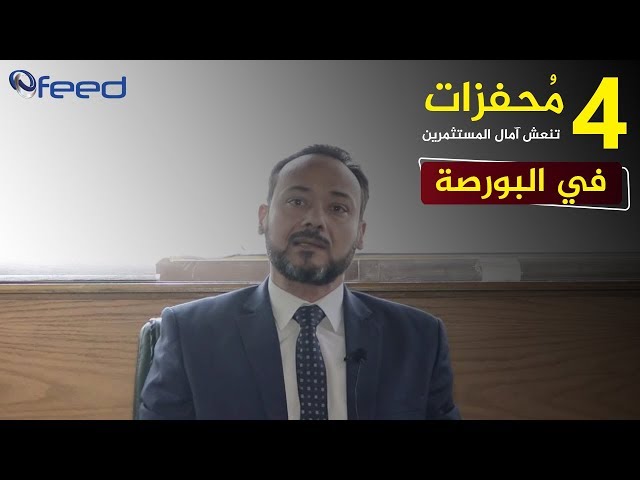 feed
4 مُحفزات
تنعش آمال المستثمرين
في البورصة